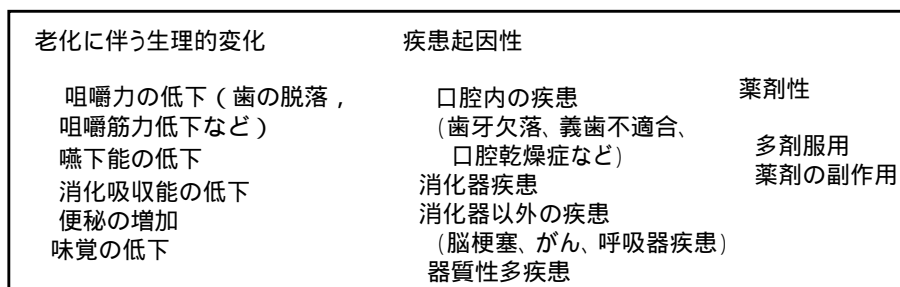 老化に伴う生理的変化
咀嚼力の低下（歯の脱落，
咀嚼筋力低下など）
嚥下能の低下
消化吸収能の低下
便秘の増加
味覚の低下
疾患起因性
口腔内の疾患
(歯牙欠落、義歯不適合、
口腔乾燥症など)
消化器疾患
消化器以外の疾患
(脳梗塞、がん、呼吸器疾患)
器質性多疾患
薬剤性
多剤服用
薬剤の副作用